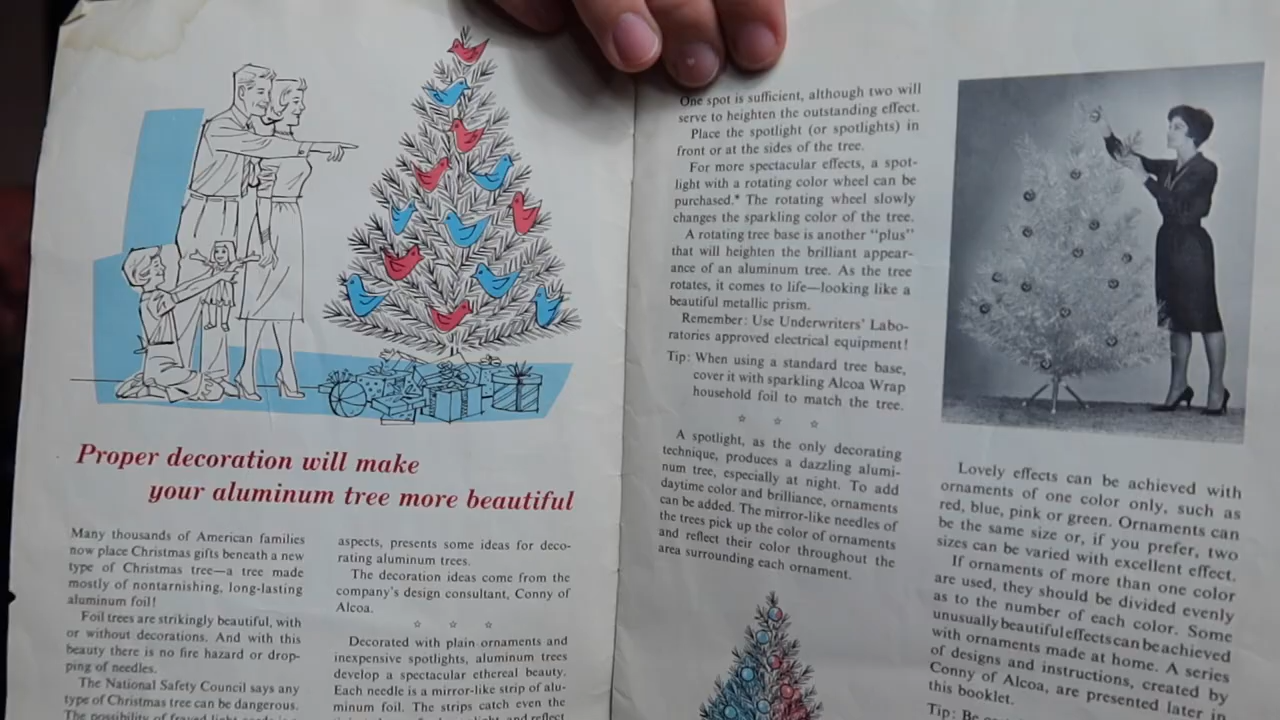 Proper decoration will make
your aluminum tree more beautiful
Many thousands of American families
now place Christmas gifts beneath a new
type of Christmas tree—a tree made
mostly of nontarnishing, long-lasting
aluminum foil!
Foil trees are strikingly beautiful, with
or without decorations. And with this
beauty there is no fire hazard or drop-
ping of needles.
The National Safety Council says any
type of Christmas tree can be dangerous.
The possibility of frayed light
aspects, presents some ideas for deco-
rating aluminum trees.
The decoration ideas come from the
company's design consultant, Conny of
Alcoa.
☆ ☆ ☆
Decorated with plain ornaments and
inexpensive spotlights, aluminum trees
develop a spectacular ethereal beauty.
Each needle is a mirror-like strip of alu-
minum foil. The strips catch even the
and reflect
One spot is sufficient, although two will
serve to heighten the outstanding effect.
Place the spotlight (or spotlights) in
front or at the sides of the tree.
For more spectacular effects, a spot-
light with a rotating color wheel can be
purchased.* The rotating wheel slowly
changes the sparkling color of the tree.
A rotating tree base is another "plus"
that will heighten the brilliant appear-
ance of an aluminum tree. As the tree
rotates, it comes to life—looking like a
beautiful metallic prism.
Remember: Use Underwriters' Labo-
ratories approved electrical equipment!
Tip: When using a standard tree base,
cover it with sparkling Alcoa Wrap
household foil to match the tree.
☆ ☆ ☆
A spotlight, as the only decorating
technique, produces a dazzling alumi-
num tree, especially at night. To add
daytime color and brilliance, ornaments
can be added. The mirror-like needles of
the trees pick up the color of ornaments
and reflect their color throughout the
area surrounding each ornament.
Lovely effects can be achieved with
ornaments of one color only, such as
red, blue, pink or green. Ornaments can
be the same size or, if you prefer, two
sizes can be varied with excellent effect.
If ornaments of more than one color
are used, they should be divided evenly
as to the number of each color. Some
unusually beautiful effects can be achieved
with ornaments made at home. A series
of designs and instructions, created by
Conny of Alcoa, are presented later in
this booklet.
Tip: Be